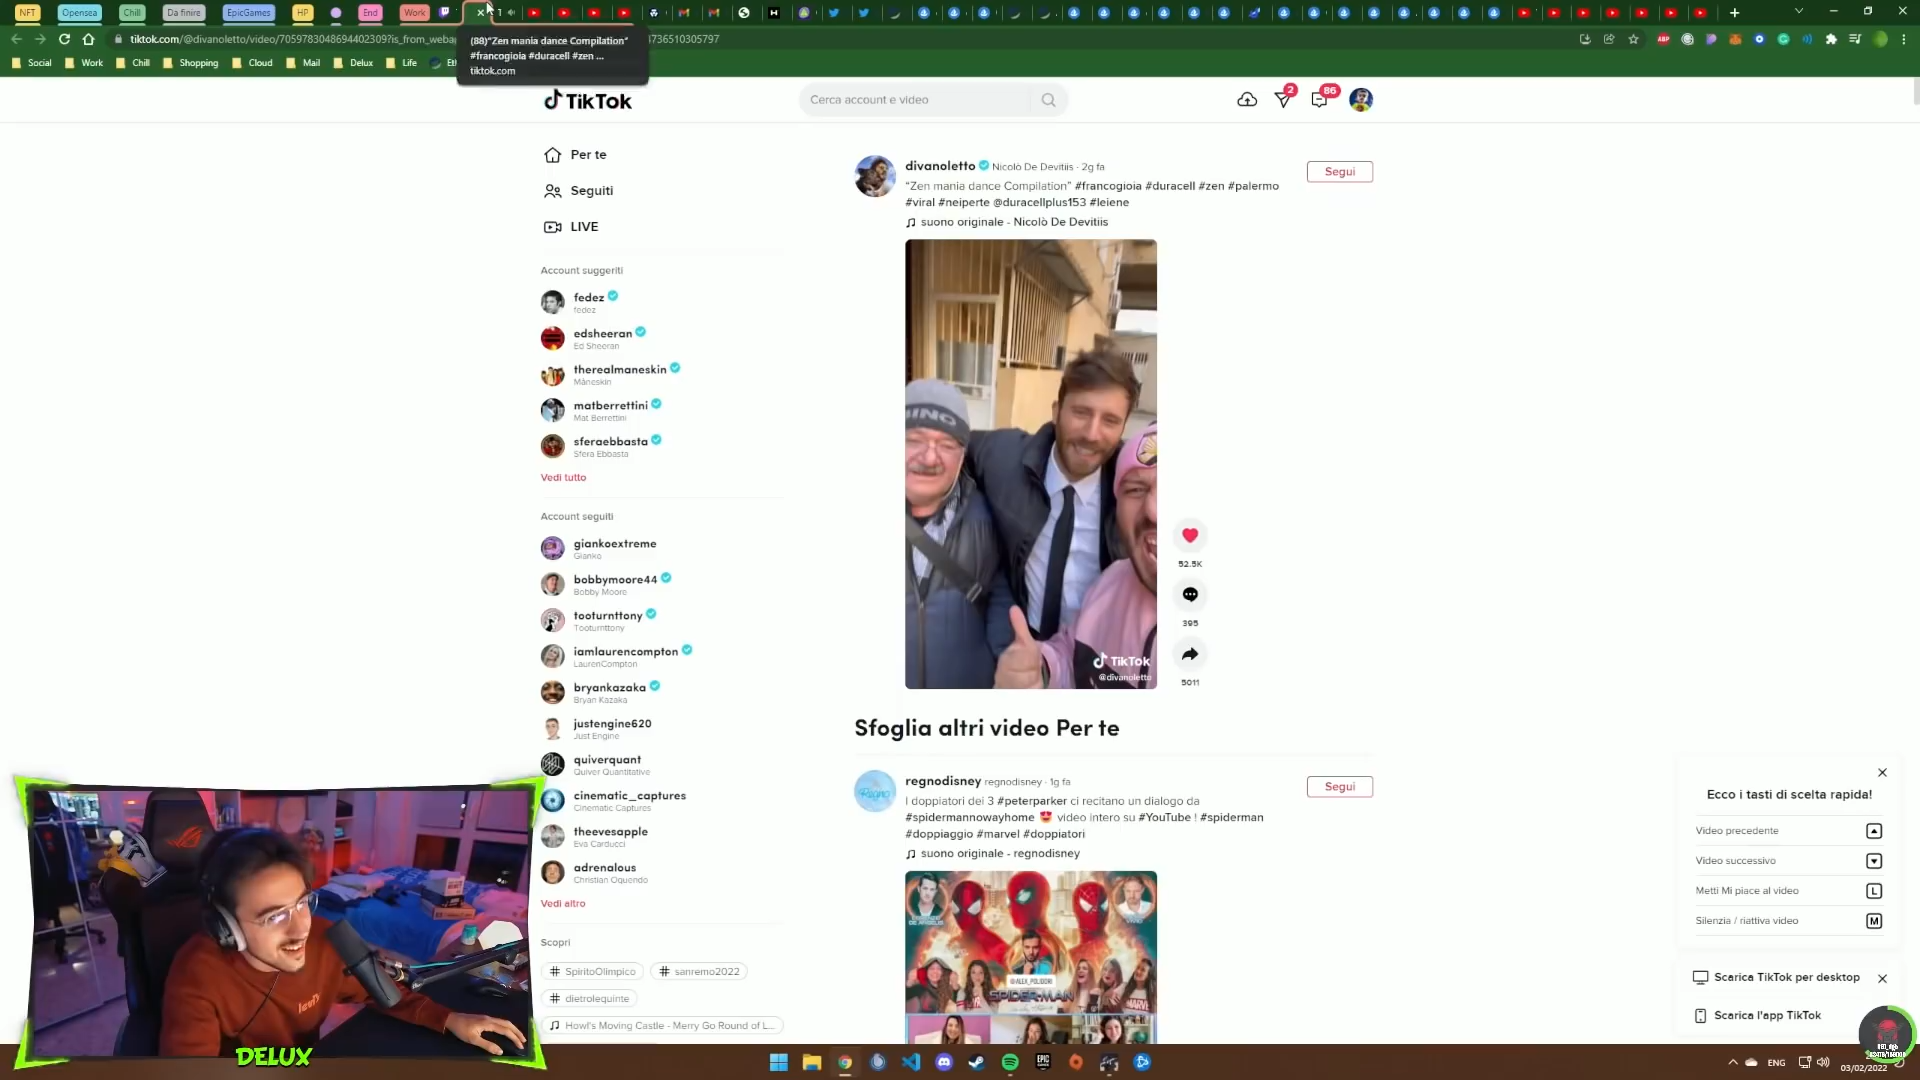 NFT
Opensea
Chill
Da finire
EpicGames
HP
End
Work
tiktok.com/@divanoletto/video/7059783048694402309?is_from_weba
4736510305797
(88)"Zen mania dance Compilation"
#francogioia #duracell #zen ...
tiktok.com
Social
Work
Chill
Shopping
Cloud
Mail
Delux
Life
TikTok
Cerca account e video
2
86
Per te
Seguiti
LIVE
Account suggeriti
fedez
fedez
edsheeran
Ed Sheeran
therealmaneskin
Måneskin
matberrettini
Mat Berrettini
sferaebbasta
Sfera Ebbasta
Vedi tutto
Account seguiti
giankoextreme
Gianko
bobbymoore44
Bobby Moore
tooturnttony
Tooturnttony
iamlaurencompton
LaurenCompton
bryankazaka
Bryan Kazaka
justengine620
Just Engine
quiverquant
Quiver Quantitative
cinematic_captures
Cinematic Captures
theevesapple
Eva Carducci
adrenalous
Christian Oquendo
Vedi altro
Scopri
# SpiritoOlimpico
# sanremo2022
# dietrolequinte
Howl's Moving Castle - Merry Go Round of L...
divanoletto Nicolò De Devitiis · 2g fa
Segui
"Zen mania dance Compilation" #francogioia #duracell #zen #palermo
#viral #neiperte @duracellplus153 #leiene
suono originale - Nicolò De Devitiis
TikTok
@divanoletto
52.5K
395
5011
Sfoglia altri video Per te
regnodisney regnodisney · 1g fa
Segui
I doppiatori dei 3 #peterparker ci recitano un dialogo da
#spidermannowayhome 😍 video intero su #YouTube ! #spiderman
#doppiaggio #marvel #doppiatori
suono originale - regnodisney
@ALEX_POLIDORI
SPIDER-MAN
Ecco i tasti di scelta rapida!
Video precedente
Video successivo
Metti Mi piace al video
L
Silenzia / riattiva video
M
Scarica TikTok per desktop
Scarica l'app TikTok
DELUX
ENG
03/02/2022